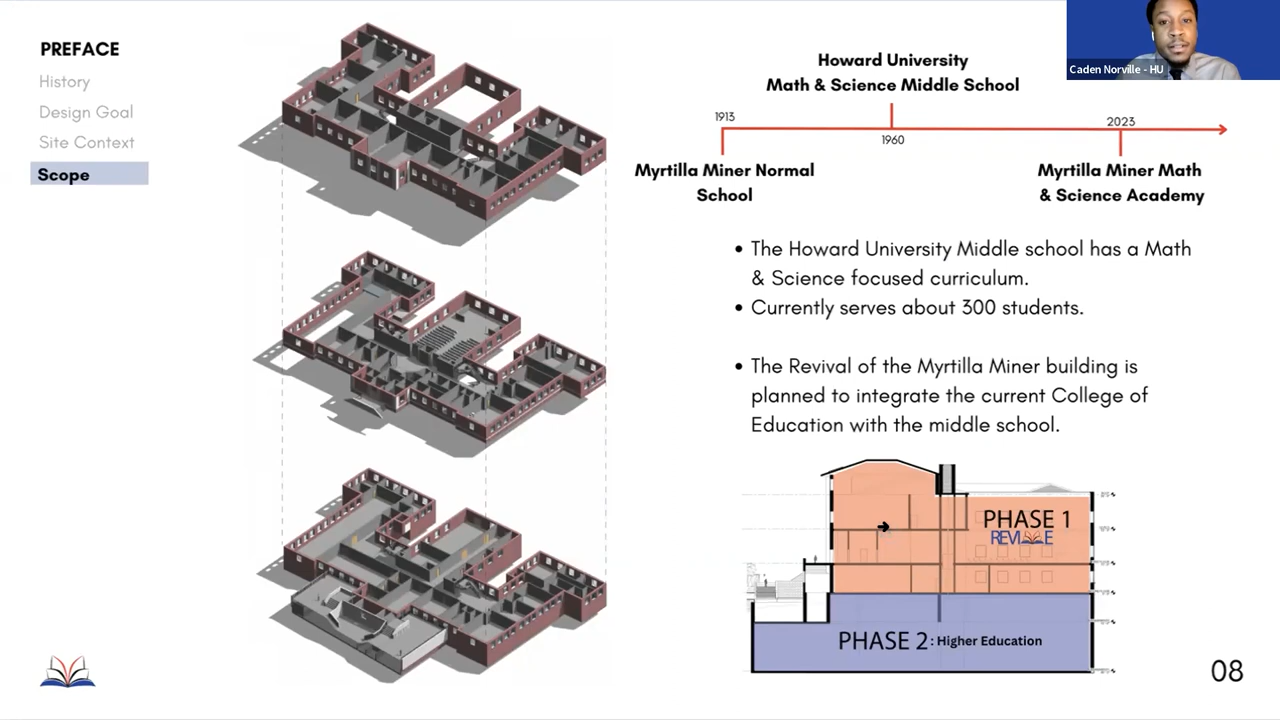 PREFACE
History
Design Goal
Site Context
Scope
Howard University
Math & Science Middle School
1913
1960
2023
Myrtilla Miner Normal
School
Myrtilla Miner Math
& Science Academy
• The Howard University Middle school has a Math
& Science focused curriculum.
• Currently serves about 300 students.
• The Revival of the Myrtilla Miner building is
planned to integrate the current College of
Education with the middle school.
PHASE 1
PHASE 2: Higher Education
08
Caden Norville - HU